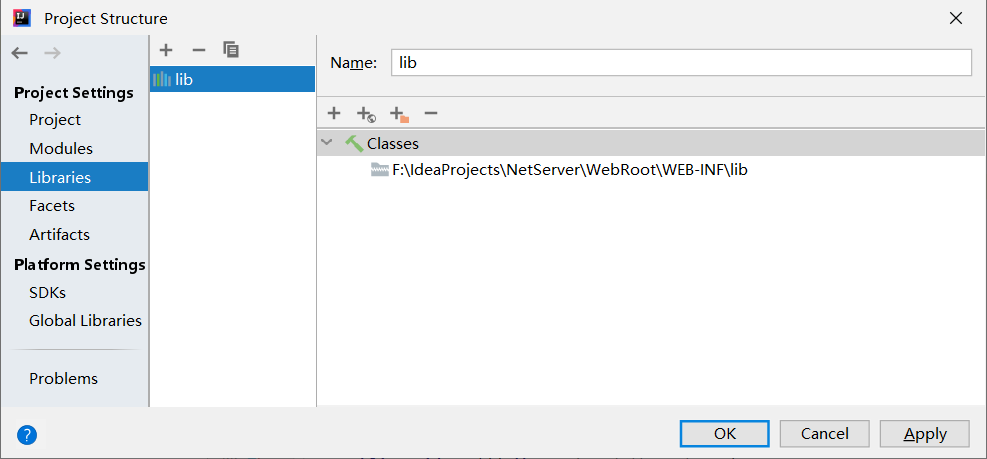 Project Structure
Project Settings
Project
Modules
Libraries
Facets
Artifacts
Platform Settings
SDKs
Global Libraries
Problems
lib
Name:
lib
Classes
F:\IdeaProjects\NetServer\WebRoot\WEB-INF\lib
?
OK
Cancel
Apply